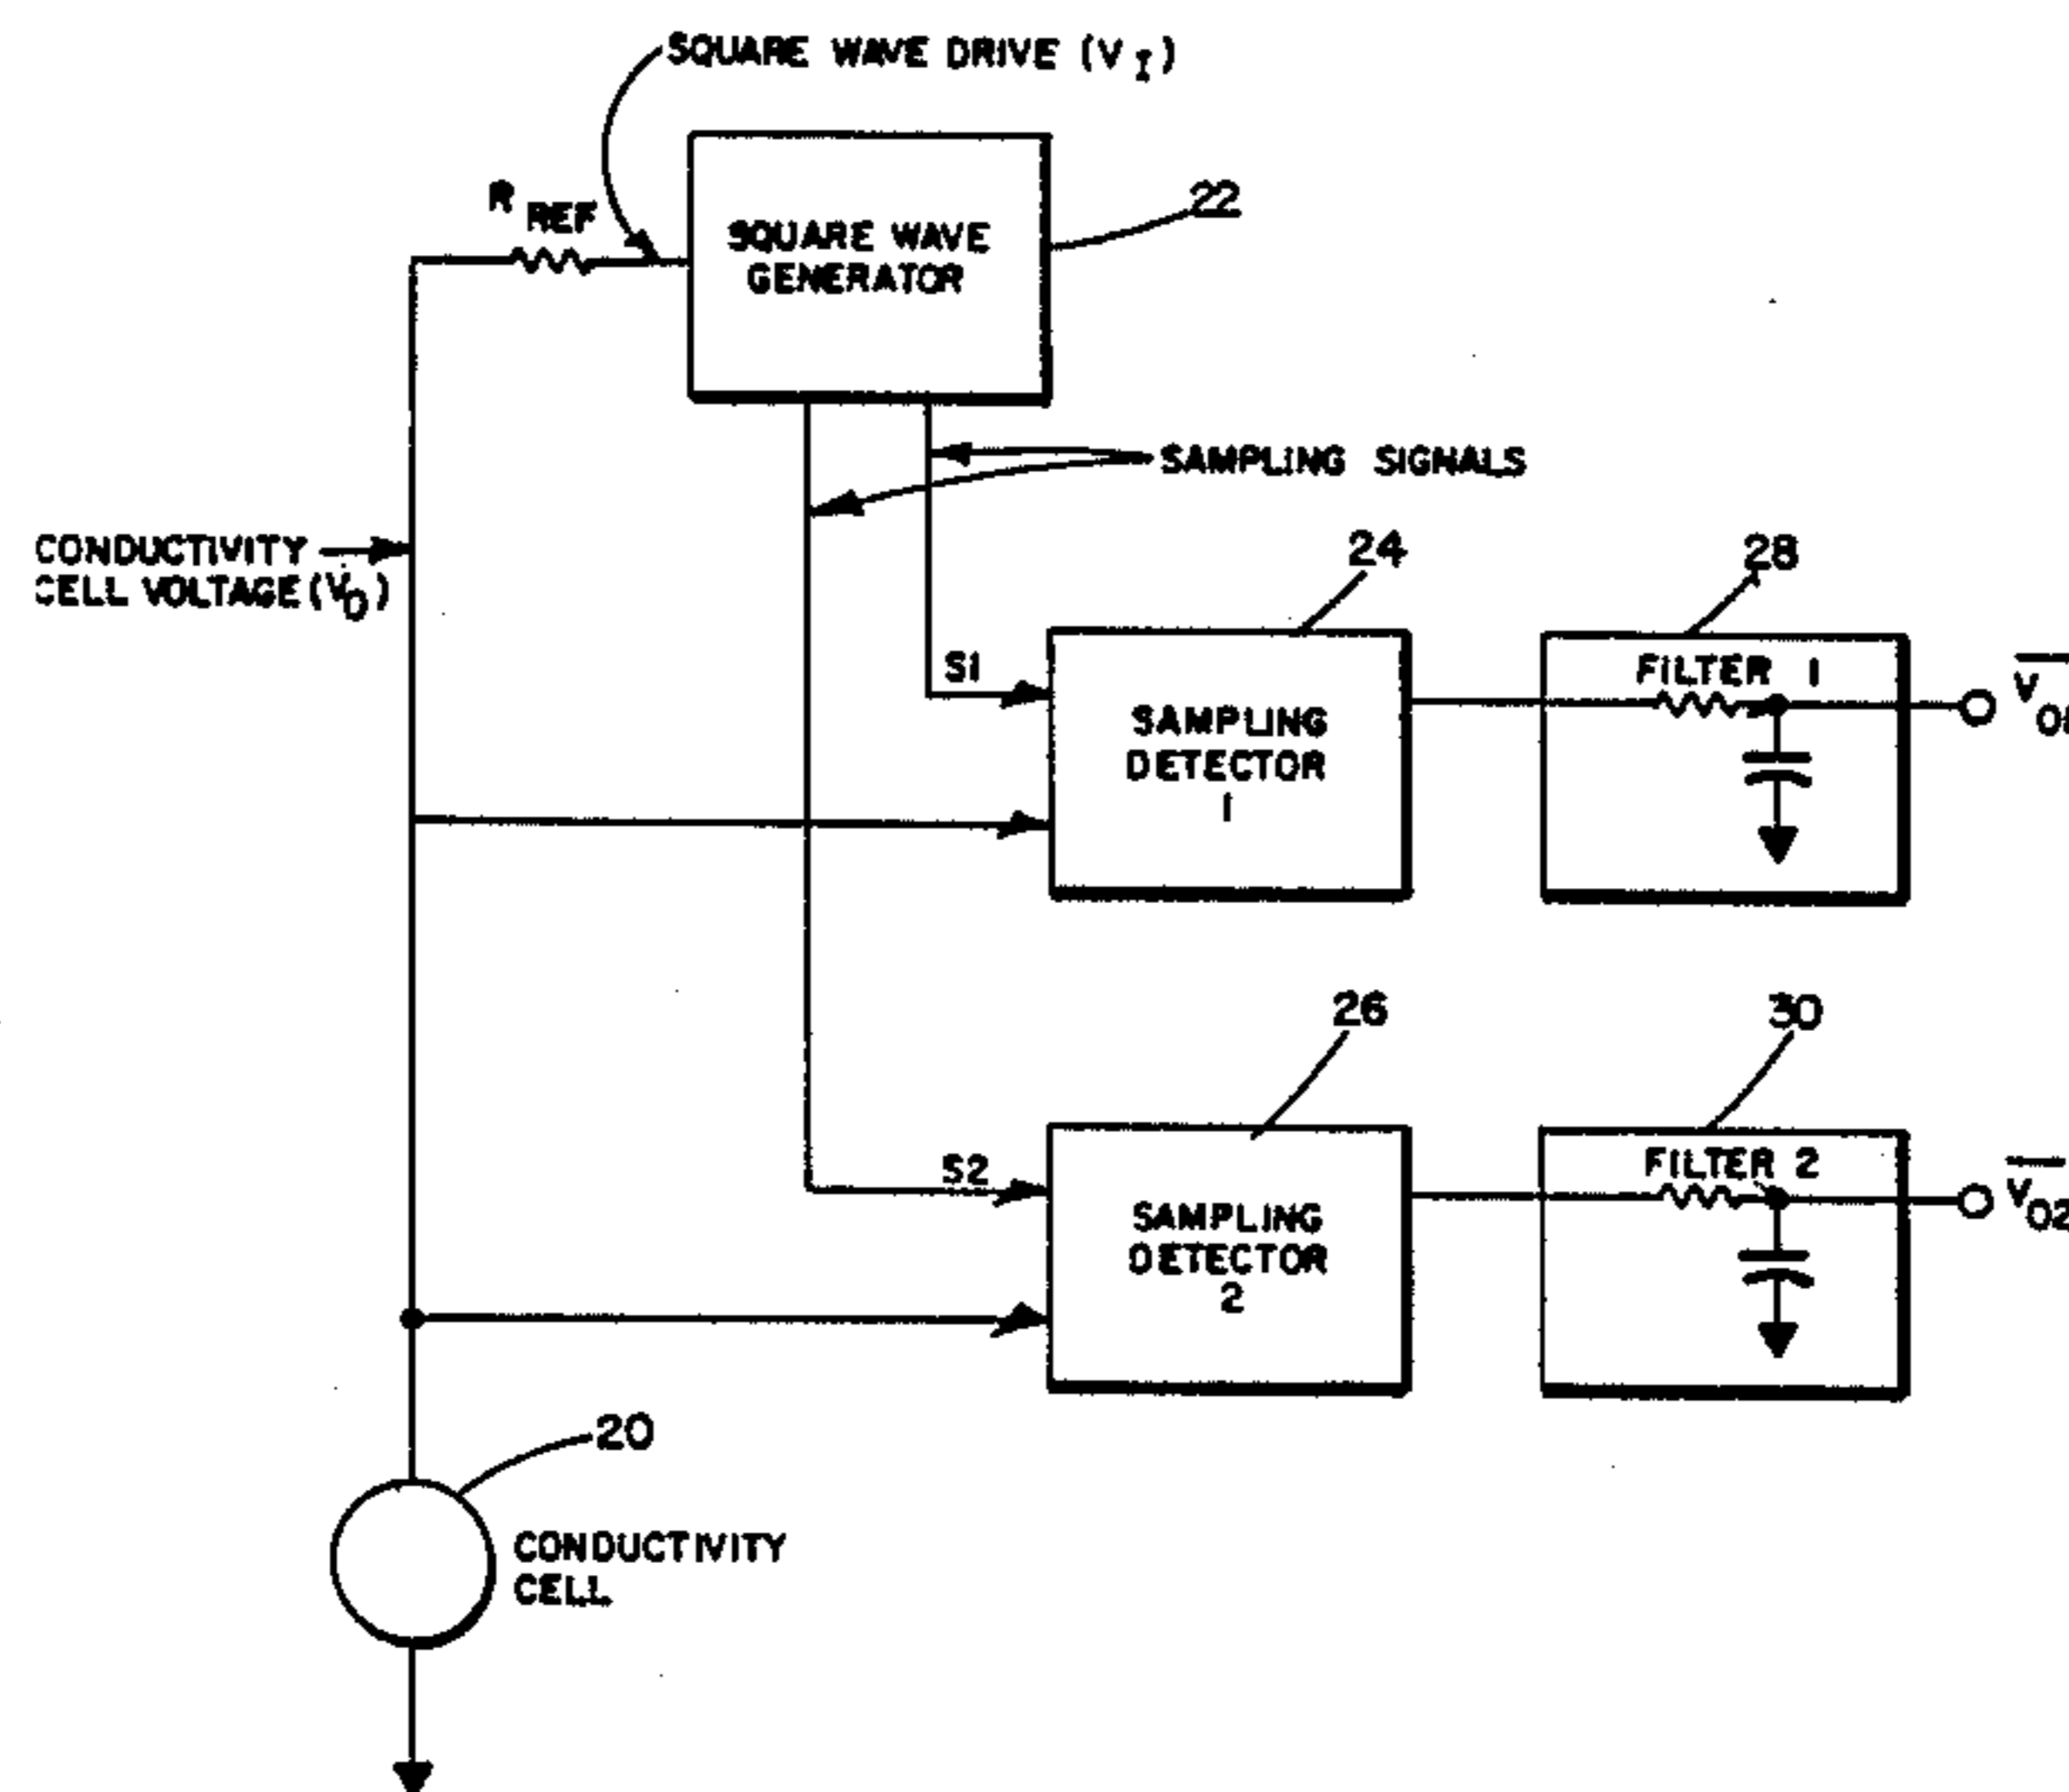 SQUARE WAVE DRIVE (V I)
R REF
SQUARE WAVE
GENERATOR
22
SAMPLING SIGNALS
CONDUCTIVITY
CELL VOLTAGE (V O)
24
28
S1
SAMPLING
DETECTOR
1
FILTER 1
26
30
S2
SAMPLING
DETECTOR
2
FILTER 2
V 02
20
CONDUCTIVITY
CELL